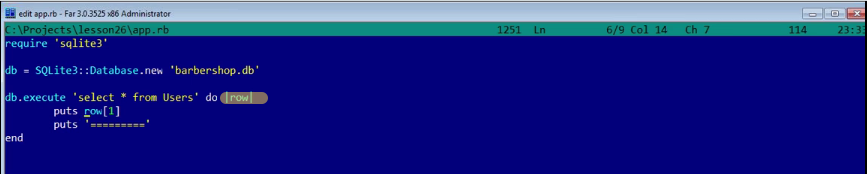 edit app.rb - Far 3.0.3525 x86 Administrator
C:\Projects\lesson26\app.rb 1251 Ln 6/9 Col 14 Ch 7 114 23:33
require 'sqlite3'
db = SQLite3::Database.new 'barbershop.db'
db.execute 'select * from Users' do |row|
puts row[1]
puts '========='
end